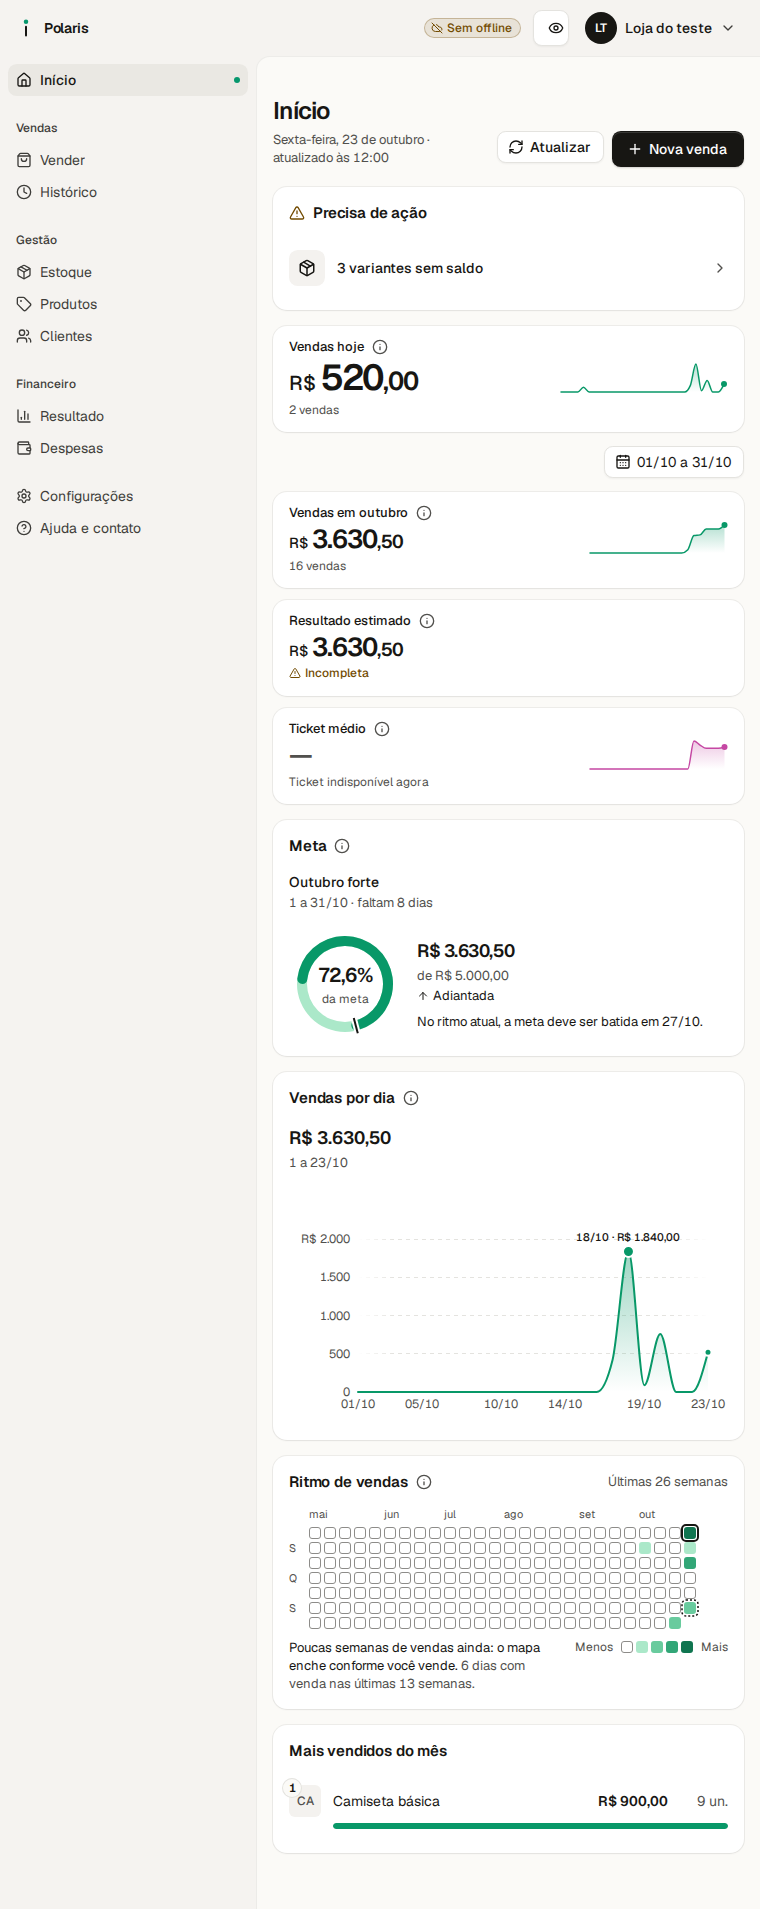 Polaris
Sem offline
LT
Loja do teste
Início
Vendas
Vender
Histórico
Gestão
Estoque
Produtos
Clientes
Financeiro
Resultado
Despesas
Configurações
Ajuda e contato
Início
Sexta-feira, 23 de outubro ·
atualizado às 12:00
Atualizar
Nova venda
Precisa de ação
3 variantes sem saldo
Vendas hoje
R$ 520,00
2 vendas
01/10 a 31/10
Vendas em outubro
R$ 3.630,50
16 vendas
Resultado estimado
R$ 3.630,50
Incompleta
Ticket médio
—
Ticket indisponível agora
Meta
Outubro forte
1 a 31/10 · faltam 8 dias
72,6%
da meta
R$ 3.630,50
de R$ 5.000,00
Adiantada
No ritmo atual, a meta deve ser batida em 27/10.
Vendas por dia
R$ 3.630,50
1 a 23/10
18/10 · R$ 1.840,00
R$ 2.000
1.500
1.000
500
0
01/10 05/10 10/10 14/10 19/10 23/10
Ritmo de vendas
Últimas 26 semanas
mai jun jul ago set out
S
Q
S
Poucas semanas de vendas ainda: o mapa
enche conforme você vende. 6 dias com
venda nas últimas 13 semanas.
Menos
Mais
Mais vendidos do mês
1
CA
Camiseta básica
R$ 900,00
9 un.